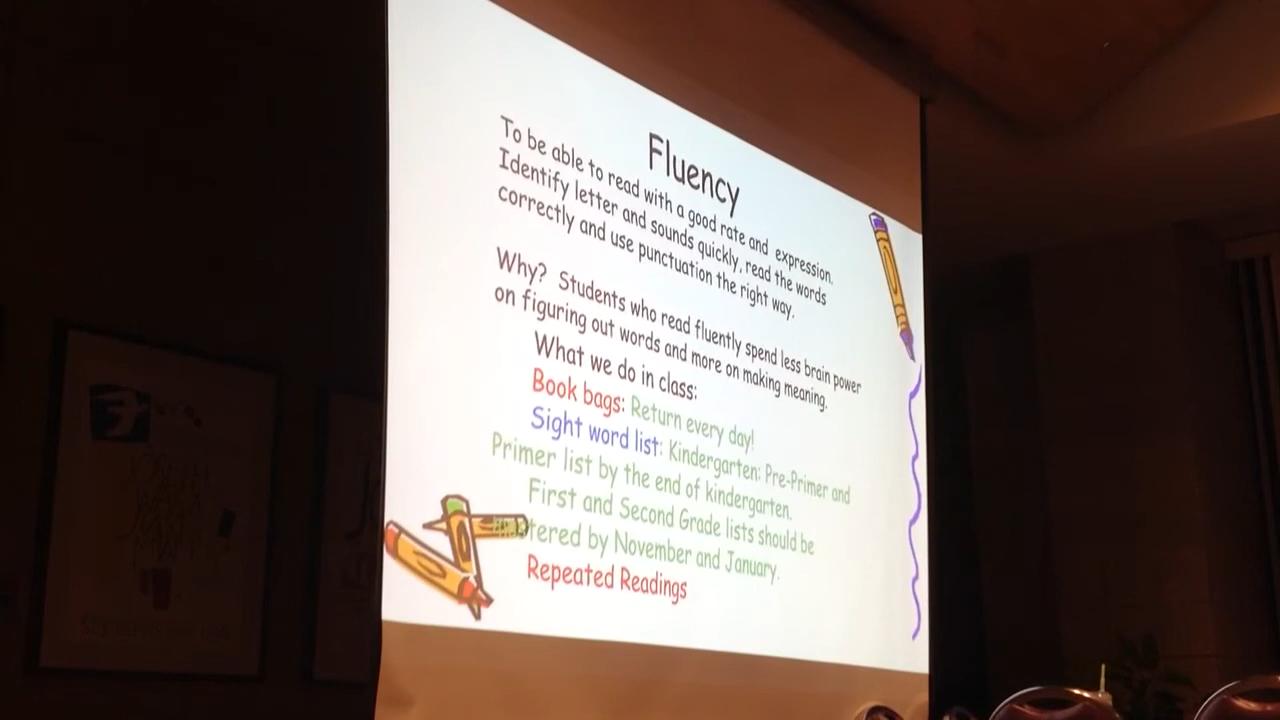 Fluency
To be able to read with a good rate and expression.
Identify letter and sounds quickly, read the words
correctly and use punctuation the right way.
Why? Students who read fluently spend less brain power
on figuring out words and more on making meaning.
What we do in class:
Book bags: Return every day!
Sight word list: Kindergarten: Pre-Primer and
Primer list by the end of kindergarten.
First and Second Grade lists should be
by November and January.
Repeated Readings